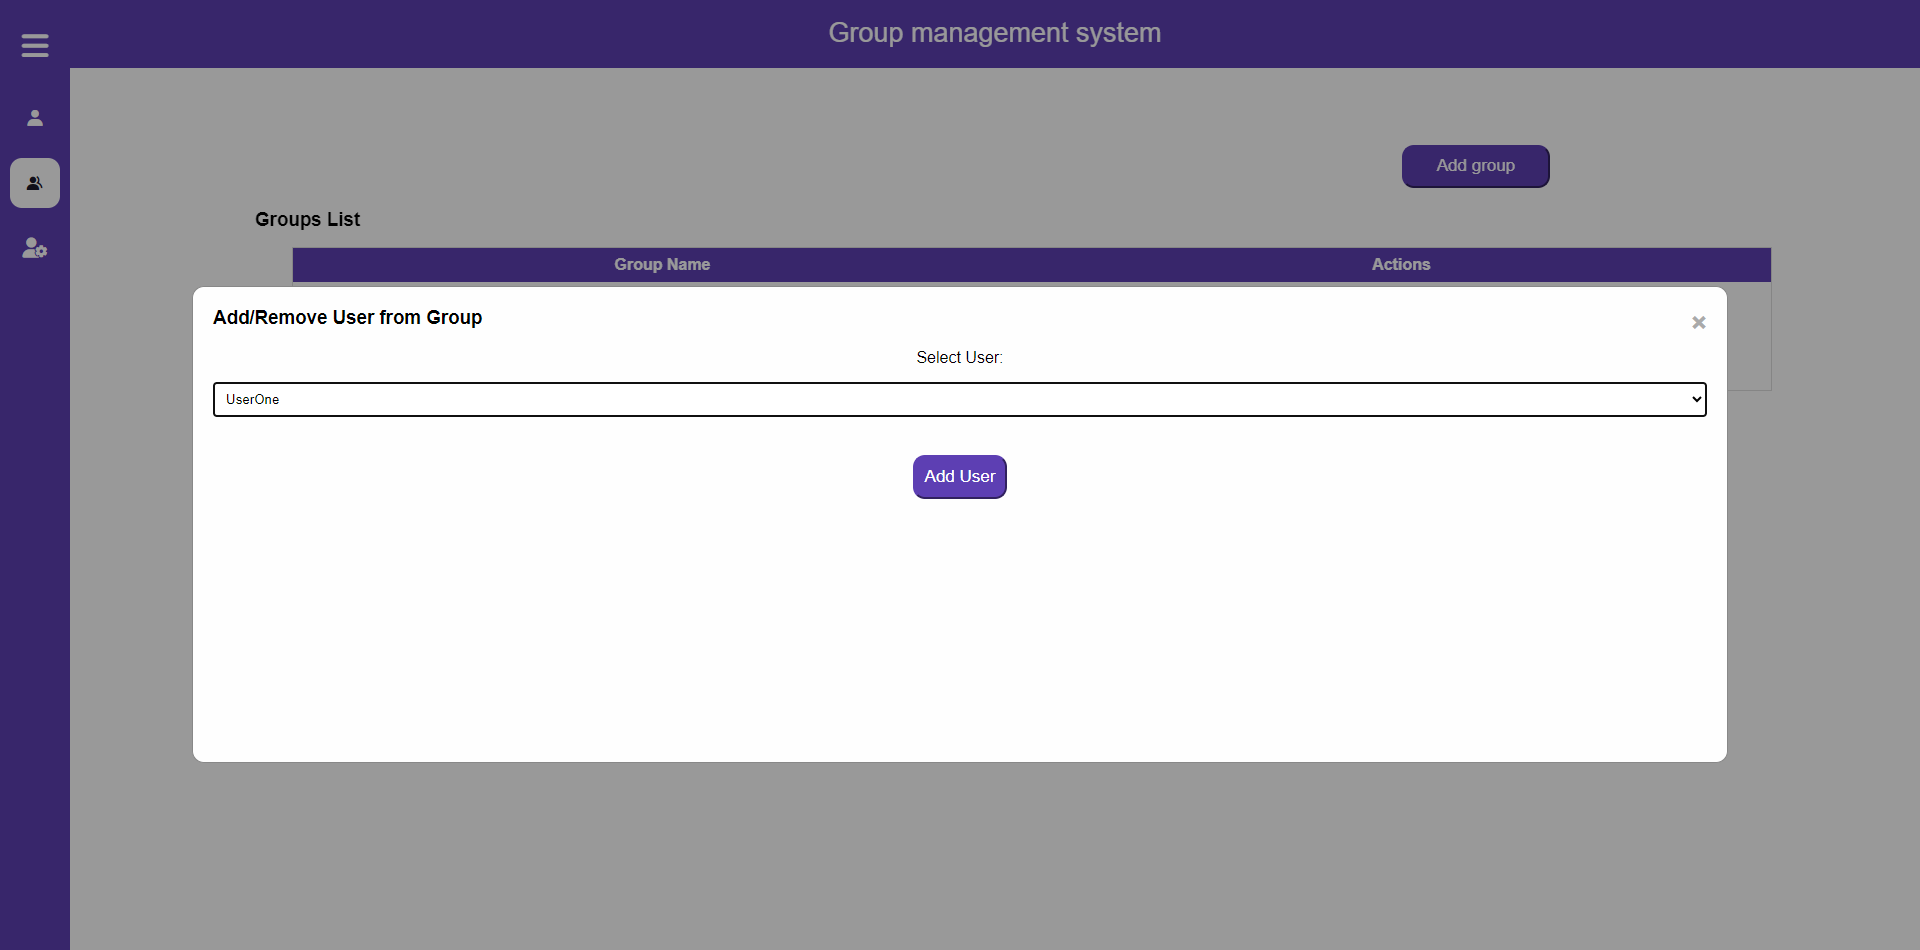 Group management system
Add group
Groups List
Group Name Actions
Add/Remove User from Group
Select User:
UserOne
Add User